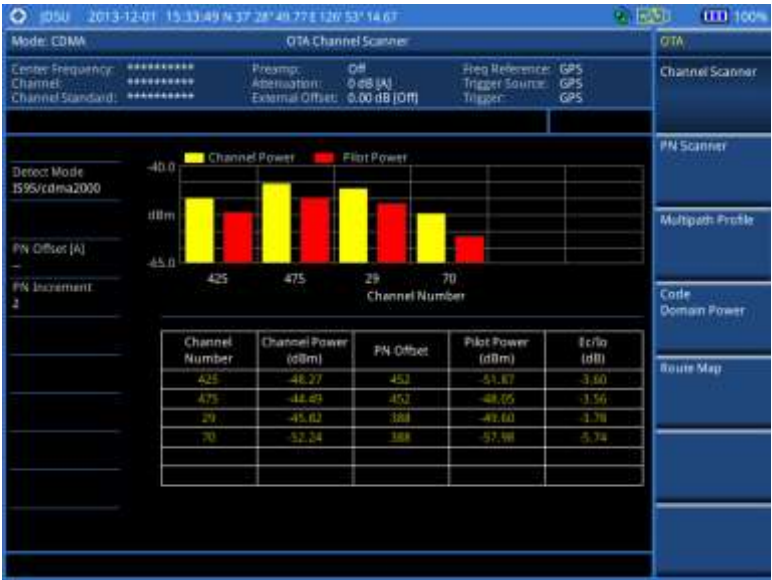 JDSU 2013-12-01 15:33:49 N 37° 28' 49.77 E 126° 53' 14.67 100%
Mode: CDMA OTA Channel Scanner OTA
Center Frequency: ********** Preamp: Off Freq Reference: GPS
Channel: ********** Attenuation: 0 dB [A] Trigger Source: GPS
Channel Standard: ********** External Offset: 0.00 dB [Off] Trigger: GPS
Channel Scanner
PN Scanner
Multipath Profile
Code
Domain Power
Route Map
Detect Mode
IS95/cdma2000
PN Offset [A]
--
PN Increment
2
Channel Power Pilot Power
-40.0
dBm
-65.0
425 475 29 70
Channel Number
Channel Number Channel Power (dBm) PN Offset Pilot Power (dBm) Ec/Io (dB)
425 -48.27 452 -51.87 -3.60
475 -44.49 452 -48.05 -3.56
29 -45.82 388 -49.60 -3.78
70 -52.24 388 -57.98 -5.74